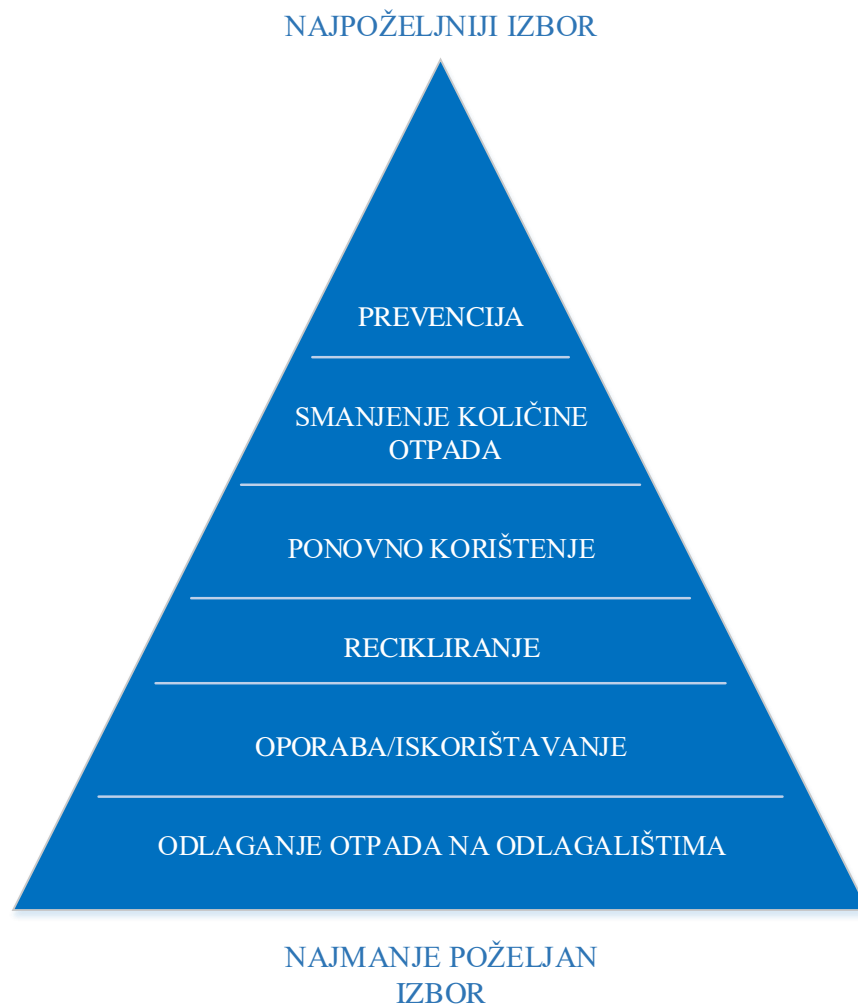 NAJPOŽELJNIJI IZBOR
PREVENCIJA
SMANJENJE KOLIČINE
OTPADA
PONOVNO KORIŠTENJE
RECIKLIRANJE
OPORABA/ISKORIŠTAVANJE
ODLAGANJE OTPADA NA ODLAGALIŠTIMA
NAJMANJE POŽELJAN
IZBOR